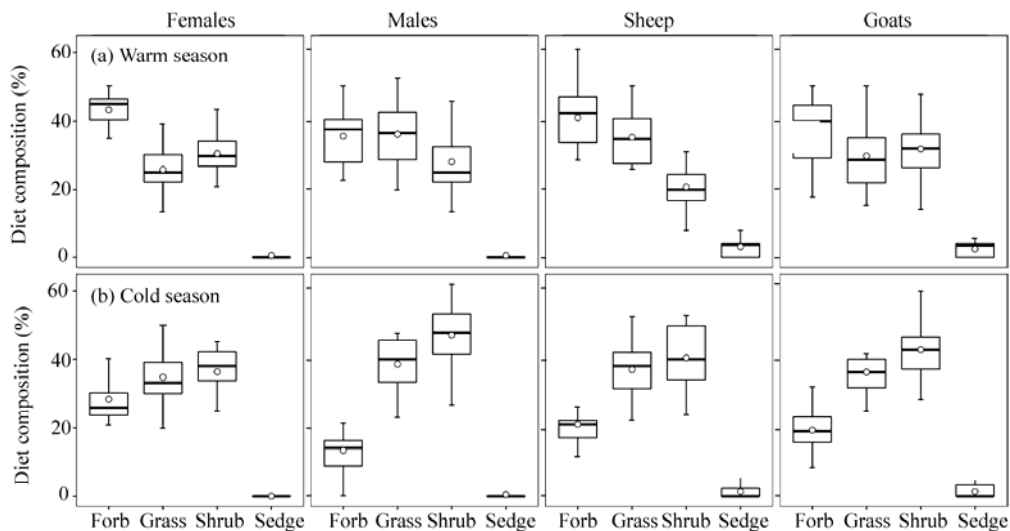 Females Males Sheep Goats
(a) Warm season
Diet composition (%)
60
40
20
0
(b) Cold season
Diet composition (%)
60
40
20
0
Forb Grass Shrub Sedge Forb Grass Shrub Sedge Forb Grass Shrub Sedge Forb Grass Shrub Sedge